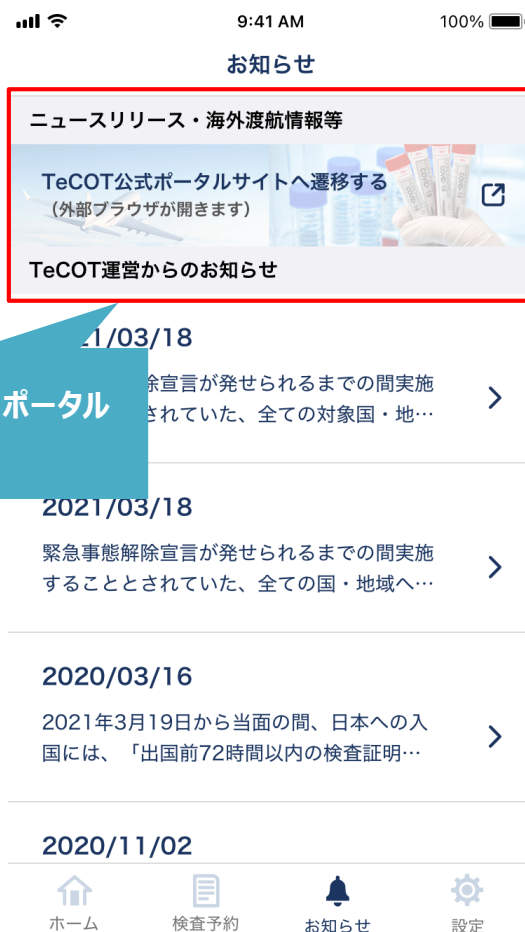 9:41 AM
100%
お知らせ
ニュースリリース・海外渡航情報等
TeCOT公式ポータルサイトへ遷移する
（外部ブラウザが開きます）
TeCOT運営からのお知らせ
21/03/18
除宣言が発せられるまでの間実施
ポータル
されていた、全ての対象国・地…
2021/03/18
緊急事態解除宣言が発せられるまでの間実施
することとされていた、全ての国・地域へ…
2020/03/16
2021年3月19日から当面の間、日本への入
国には、「出国前72時間以内の検査証明…
2020/11/02
ホーム
検査予約
お知らせ
設定